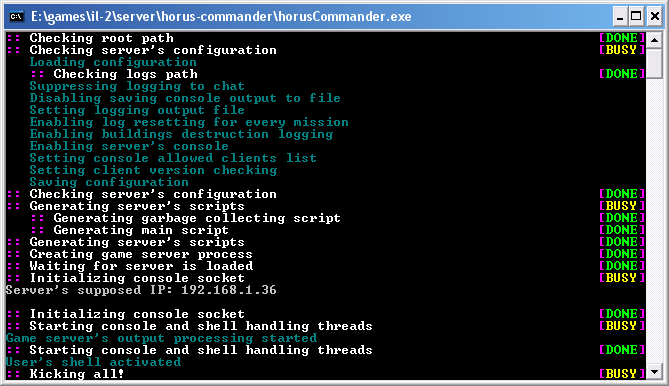 E:\games\il-2\server\horus-commander\horusCommander.exe
:: Checking root path [DONE]
:: Checking server's configuration [BUSY]
Loading configuration
:: Checking logs path [DONE]
Suppressing logging to chat
Disabling saving console output to file
Setting logging output file
Enabling log resetting for every mission
Enabling buildings destruction logging
Enabling server's console
Setting console allowed clients list
Setting client version checking
Saving configuration
:: Checking server's configuration [DONE]
:: Generating server's scripts [BUSY]
:: Generating garbage collecting script [DONE]
:: Generating main script [DONE]
:: Generating server's scripts [DONE]
:: Creating game server process [DONE]
:: Waiting for server is loaded [DONE]
:: Initializing console socket [BUSY]
Server's supposed IP: 192.168.1.36
:: Initializing console socket [DONE]
:: Starting console and shell handling threads [BUSY]
Game server's output processing started
:: Starting console and shell handling threads [DONE]
User's shell activated
:: Kicking all! [BUSY]